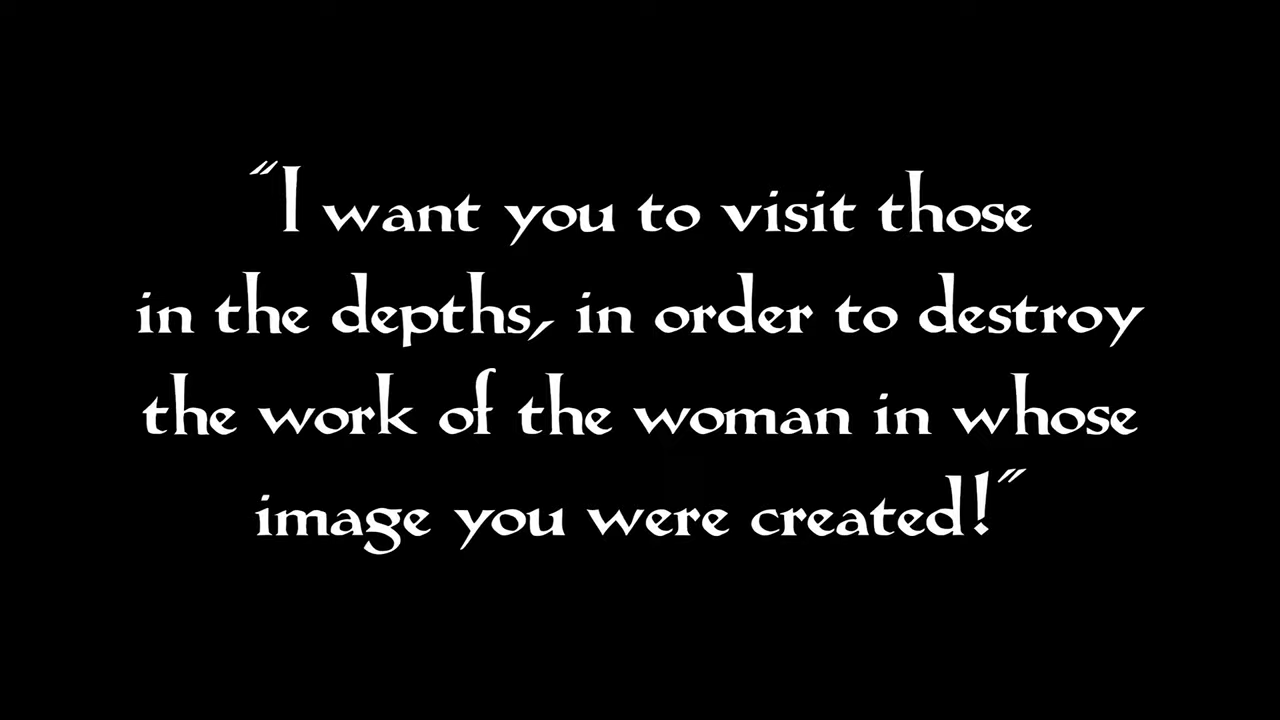 "I want you to visit those
in the depths, in order to destroy
the work of the woman in whose
image you were created!"